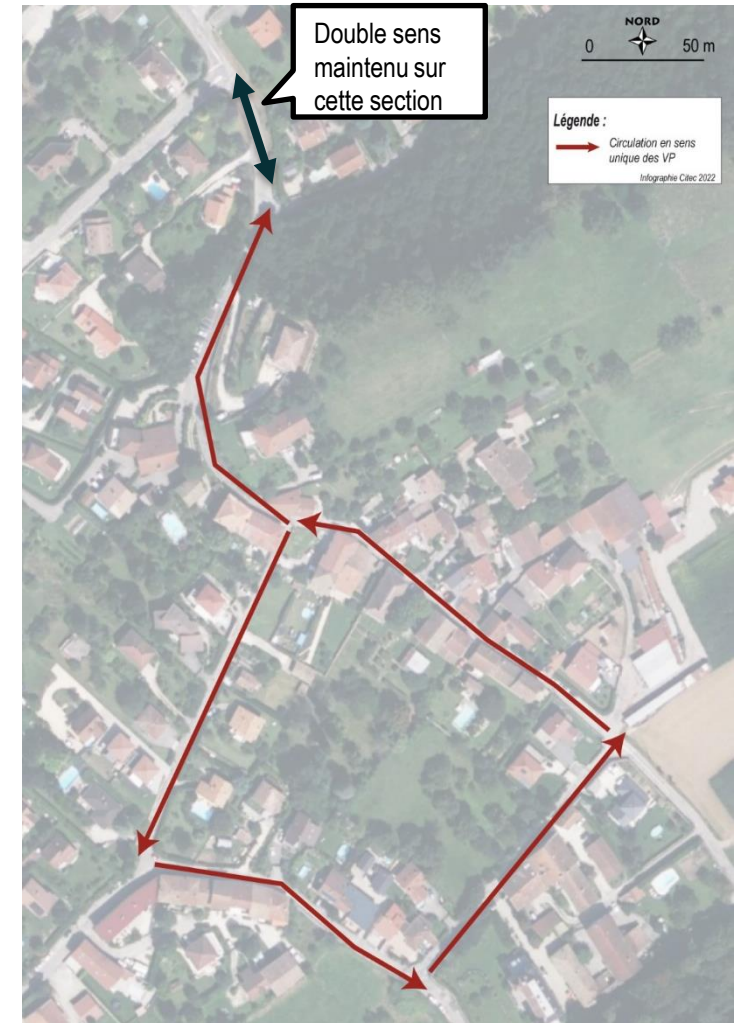 Double sens
maintenu sur
cette section
NORD
0 50 m
Légende :
Circulation en sens
unique des VP
Infographie Citec 2022